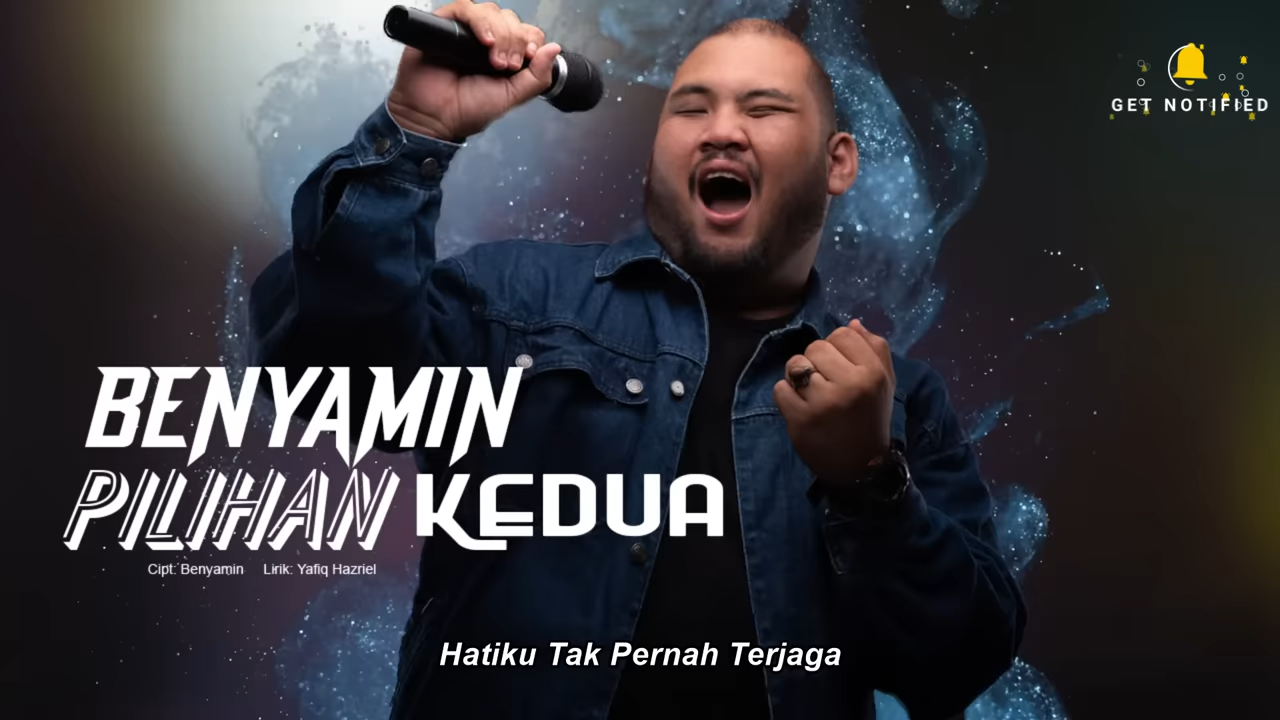 GET NOTIFIED
BENYAMIN
PILIHAN KEDUA
Cipt: Benyamin Lirik: Yafiq Hazriel
Hatiku Tak Pernah Terjaga